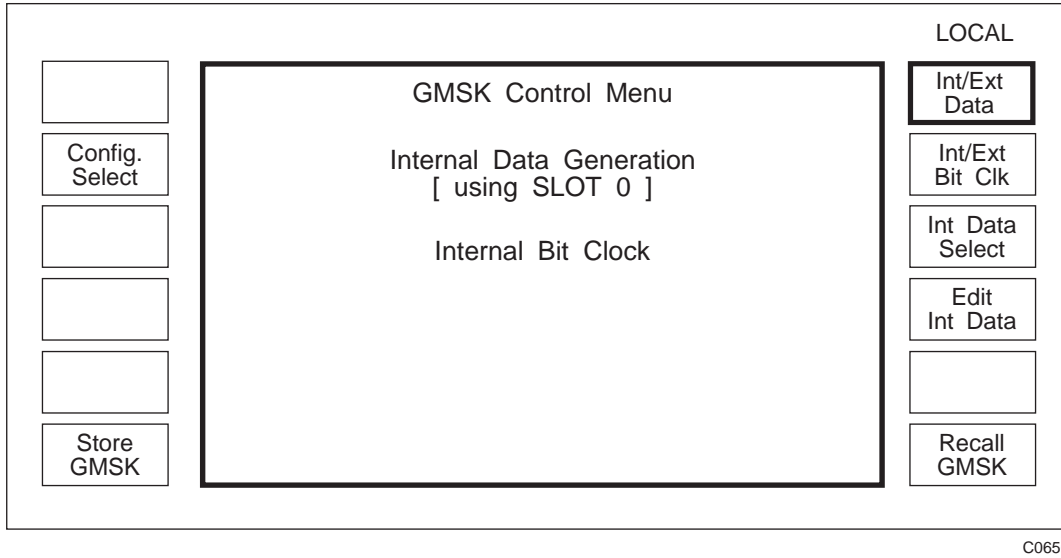 LOCAL
GMSK Control Menu
Int/Ext
Data
Config.
Select
Internal Data Generation
[ using SLOT 0 ]
Int/Ext
Bit Clk
Internal Bit Clock
Int Data
Select
Edit
Int Data
Store
GMSK
Recall
GMSK
C0650